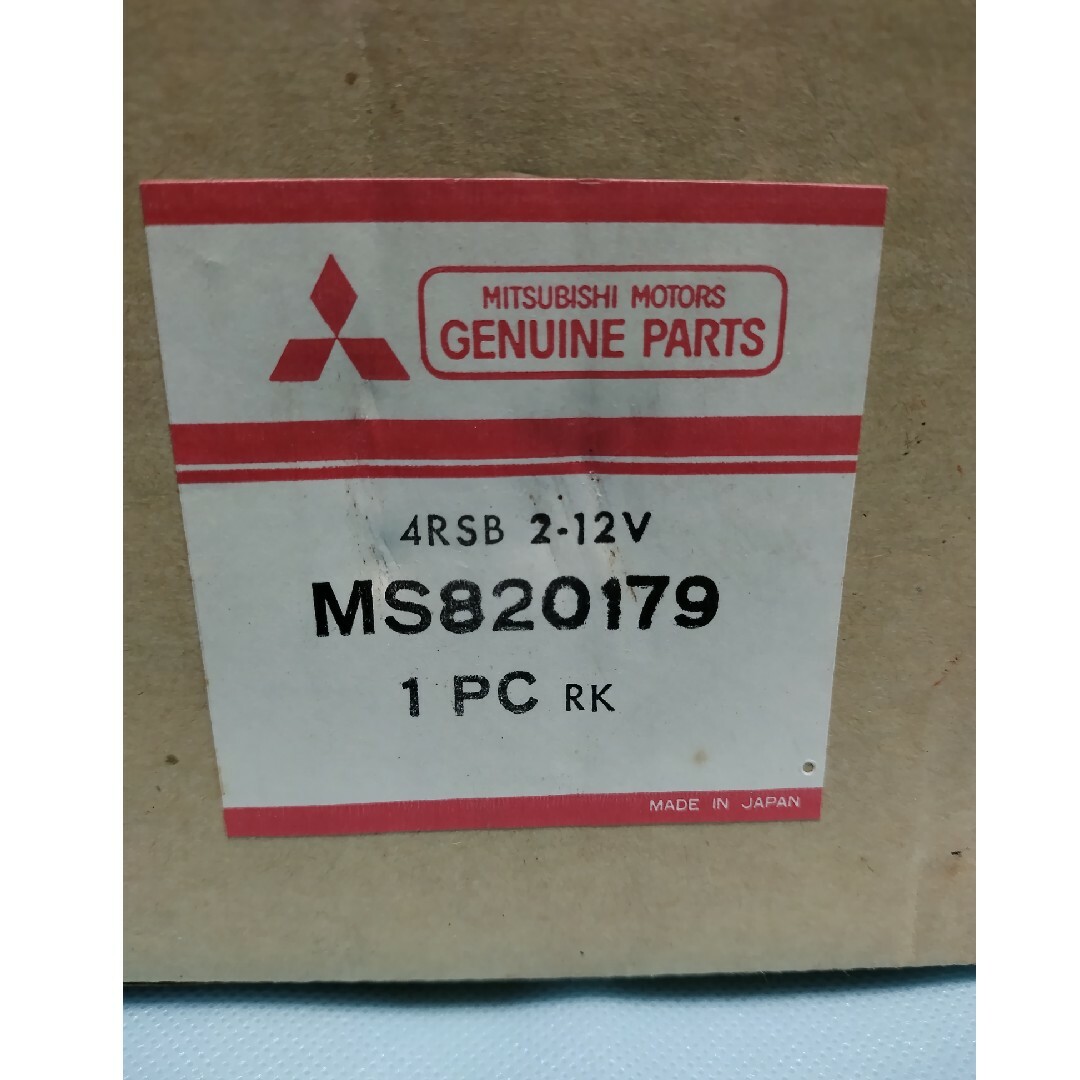 MITSUBISHI MOTORS
GENUINE PARTS
4RSB 2-12V
MS820179
1 PC RK
MADE IN JAPAN